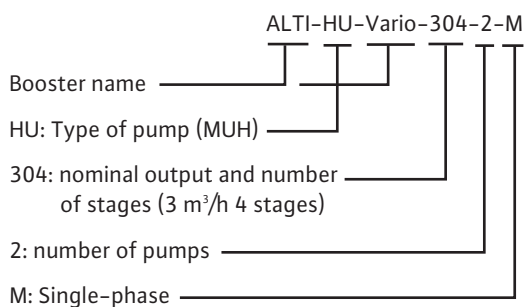 ALTI-HU-Vario-304-2-M
Booster name
HU: Type of pump (MUH)
304: nominal output and number
of stages (3 m³/h 4 stages)
2: number of pumps
M: Single-phase